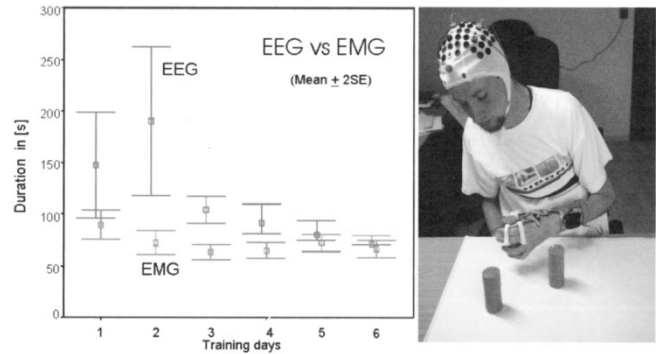 300
250
200
150
100
50
0
Duration in [s]
EEG vs EMG
(Mean ± 2SE)
EEG
EMG
1 2 3 4 5 6
Training days